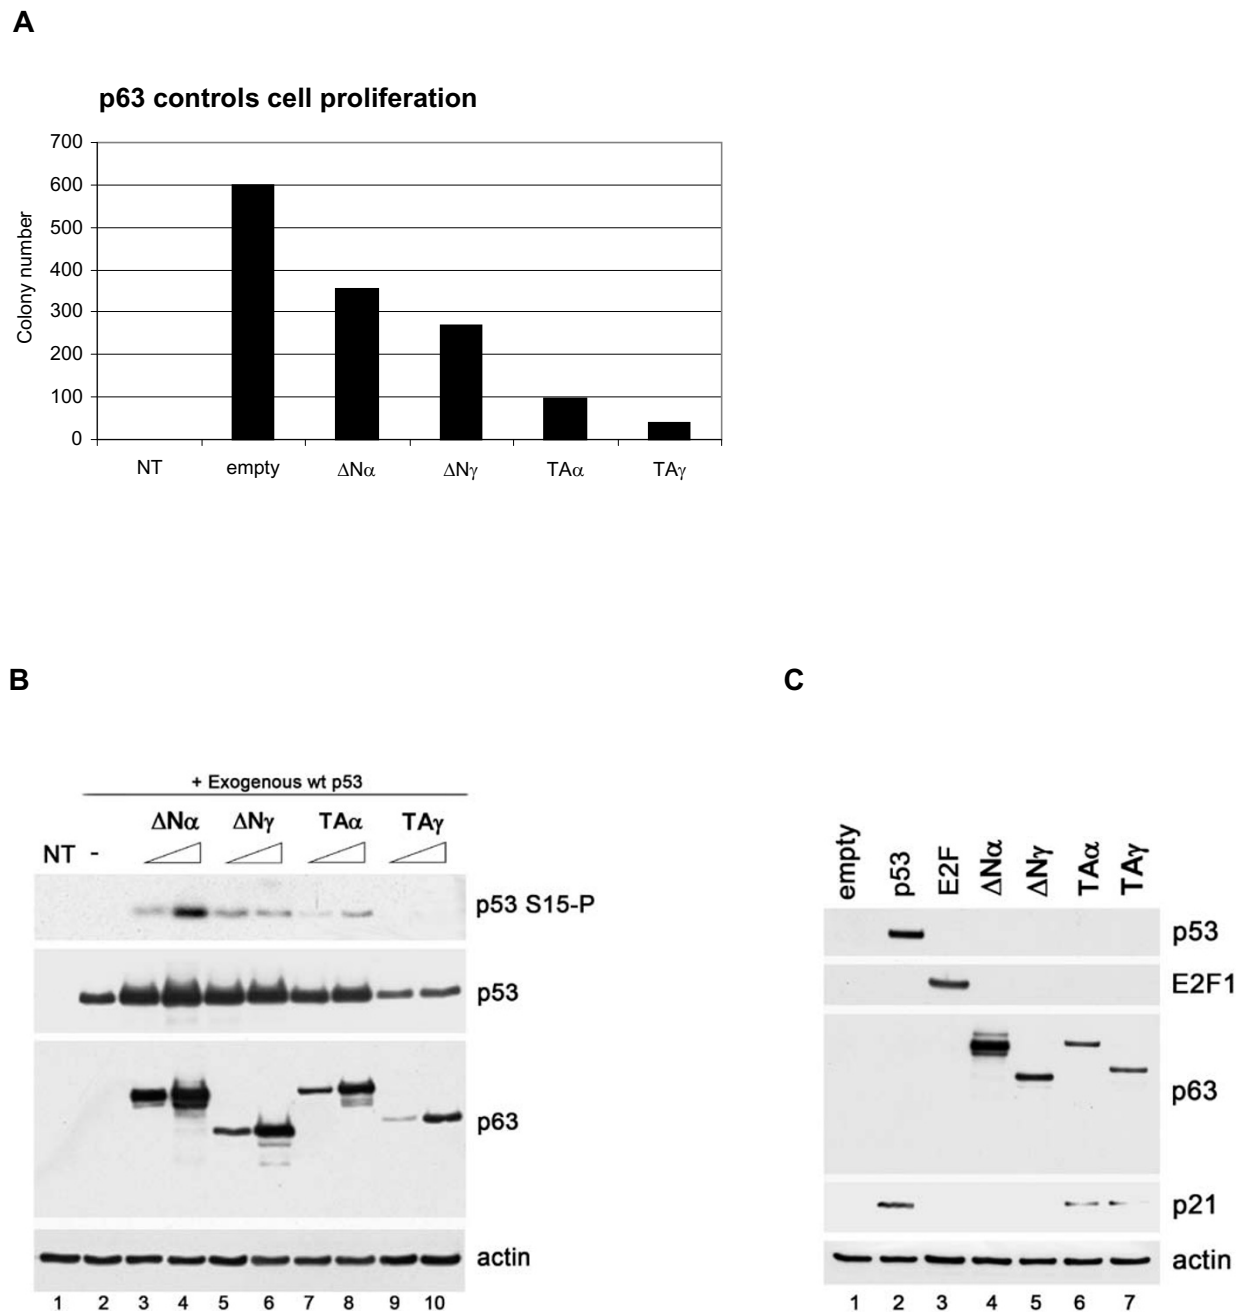 A
p63 controls cell proliferation
Colony number
700
600
500
400
300
200
100
0
NT empty ΔNα ΔNγ TAα TAγ
B
+ Exogenous wt p53
ΔNα ΔNγ TAα TAγ
NT -
p53 S15-P
p53
p63
actin
1 2 3 4 5 6 7 8 9 10
C
empty p53 E2F ΔNα ΔNγ TAα TAγ
p53
E2F1
p63
p21
actin
1 2 3 4 5 6 7